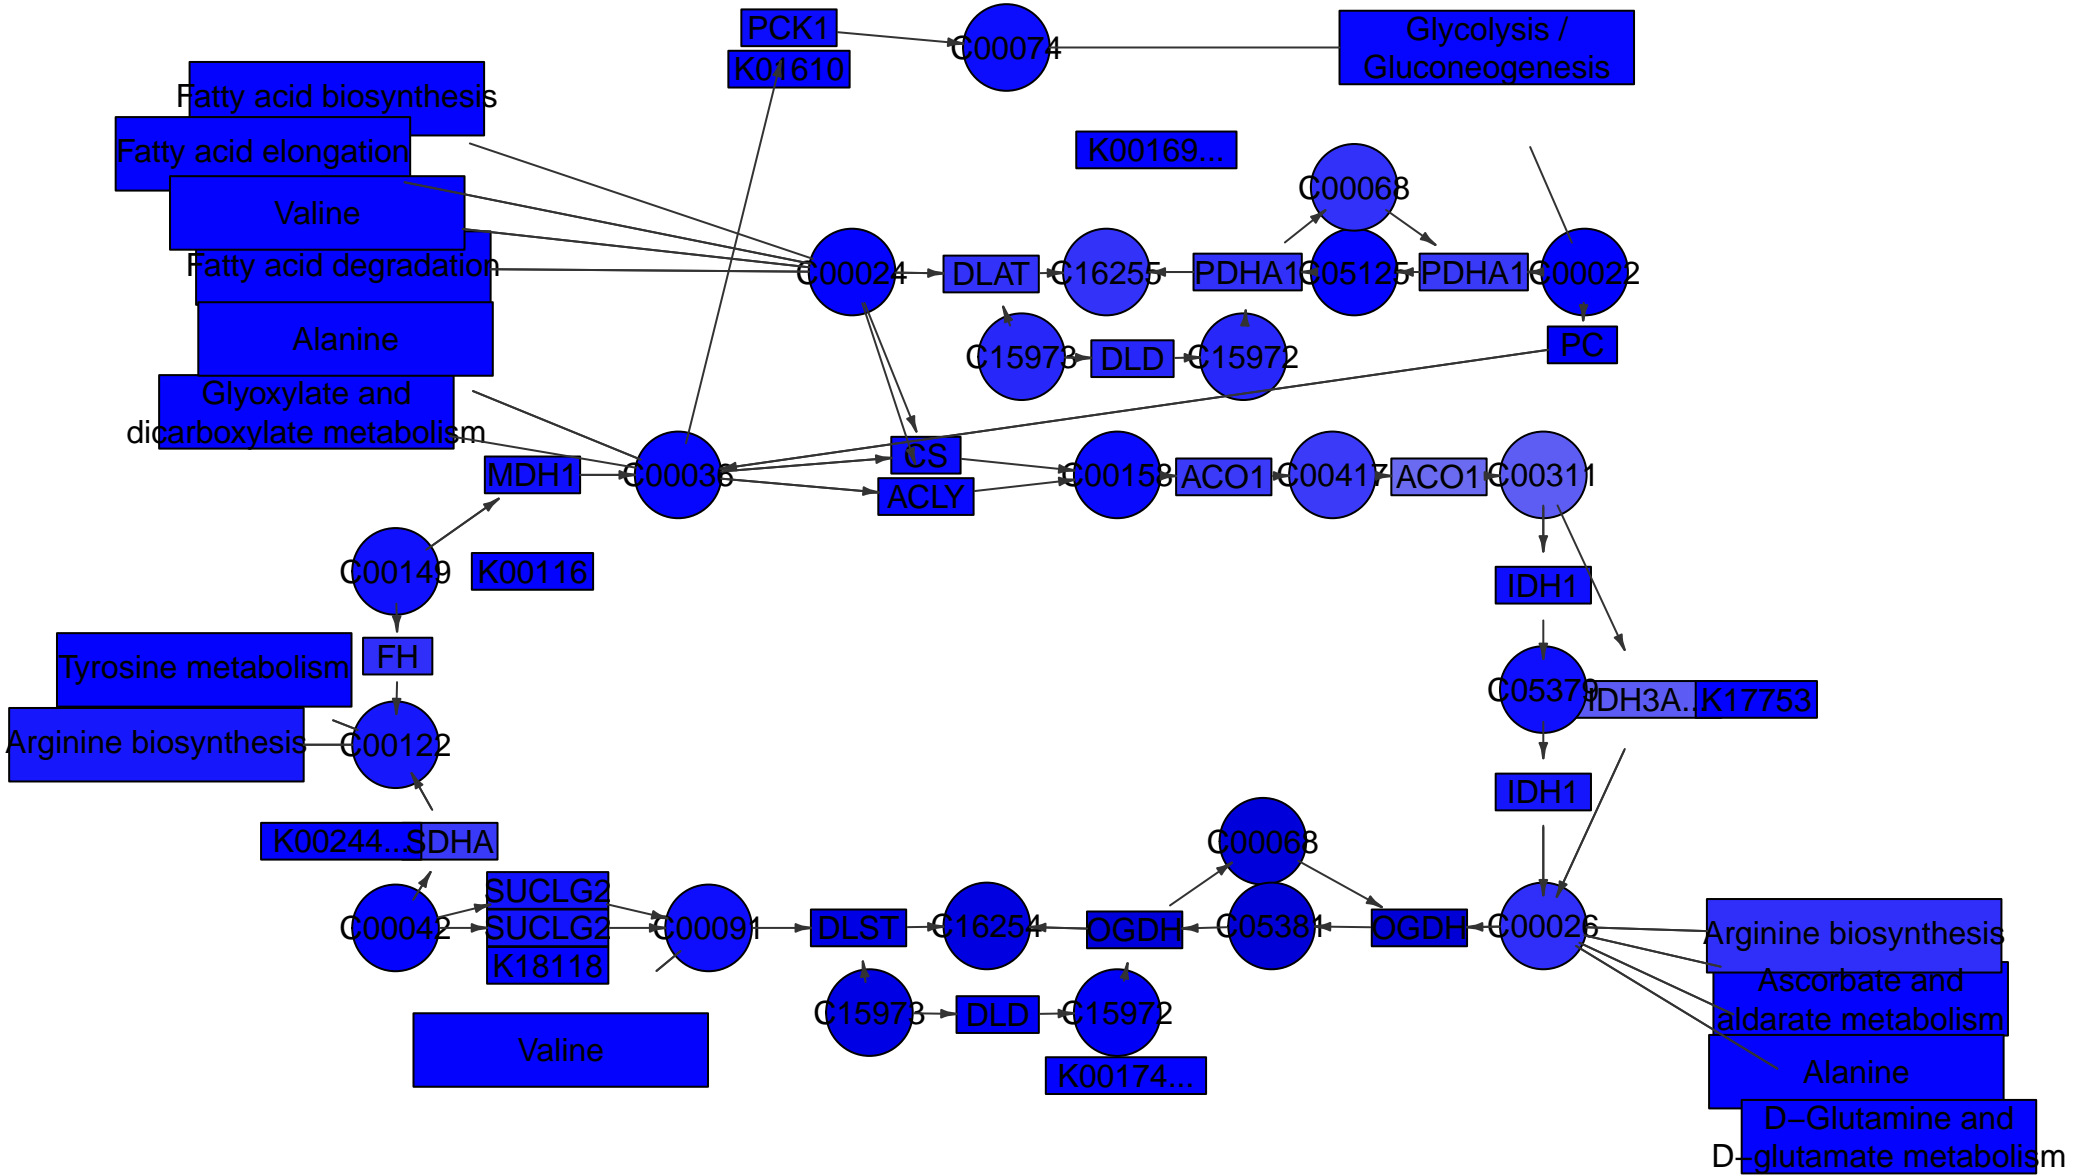 PCK1
C00074
Glycolysis /
Gluconeogenesis
K01610
Fatty acid biosynthesis
Fatty acid elongation
K00169...
C00068
Valine
Fatty acid degradation
C00024
DLAT
C16255
PDHA1
C05125
PDHA1
C00022
Alanine
C15973
DLD
C15972
PC
Glyoxylate and
dicarboxylate metabolism
MDH1
C00036
CS
ACLY
C00158
ACO1
C00417
ACO1
C00311
C00149
K00116
IDH1
FH
Tyrosine metabolism
C05379
IDH3A...
K17753
Arginine biosynthesis
C00122
IDH1
K00244...
SDHA
C00068
SUCLG2
C00042
SUCLG2
C00091
DLST
C16254
OGDH
C05381
OGDH
C00026
Arginine biosynthesis
K18118
Ascorbate and
aldarate metabolism
C15973
DLD
C15972
Valine
K00174...
Alanine
D−Glutamine and
D−glutamate metabolism